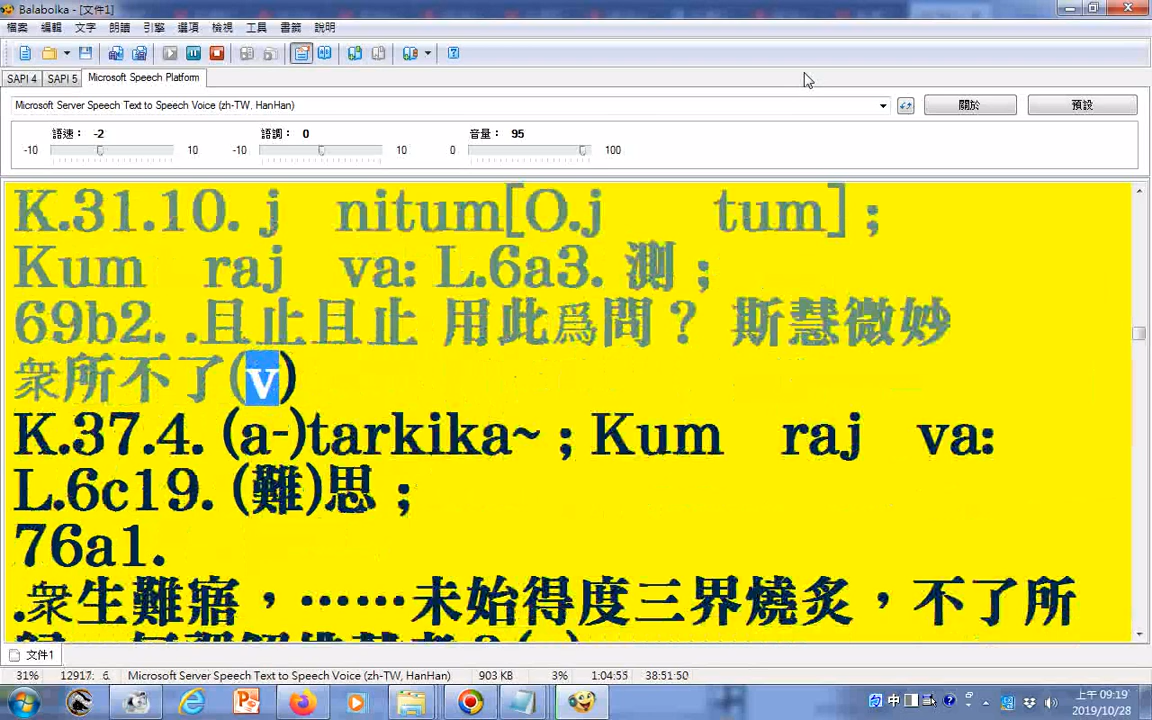 Balabolka - [文件1]
檔案 編輯 文字 朗讀 引擎 選項 檢視 工具 書籤 說明
SAPI 4 SAPI 5 Microsoft Speech Platform
Microsoft Server Speech Text to Speech Voice (zh-TW, HanHan) 關於 預設
語速： -2 語調： 0 音量： 95
-10 10 -10 10 0 100
K.31.10. j nitum[O.j tum] ;
Kum raj va: L.6a3. 測 ;
69b2. .且止且止 用此爲問？ 斯慧微妙
衆所不了(v)
K.37.4. (a-)tarkika~ ; Kum raj va:
L.6c19. (難)思 ;
76a1.
.衆生難寤，……未始得度三界燒炙，不了所
文件1
31% 12917: 6. Microsoft Server Speech Text to Speech Voice (zh-TW, HanHan) 903 KB 3% 1:04:55 38:51:50
中 上午 09:19
2019/10/28